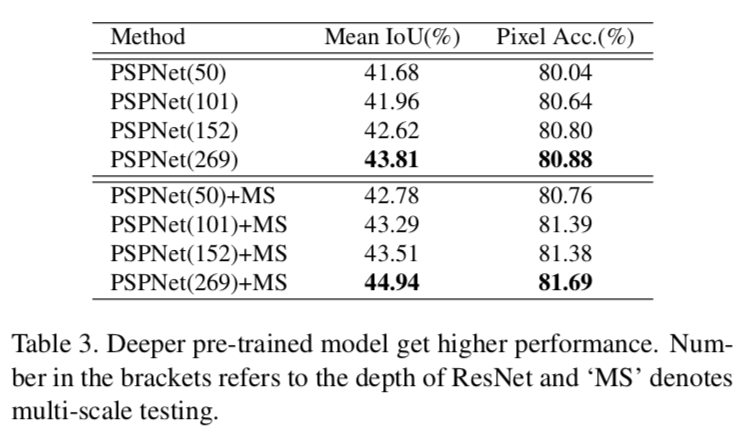 Method Mean IoU(%) Pixel Acc.(%)
PSPNet(50) 41.68 80.04
PSPNet(101) 41.96 80.64
PSPNet(152) 42.62 80.80
PSPNet(269) 43.81 80.88
PSPNet(50)+MS 42.78 80.76
PSPNet(101)+MS 43.29 81.39
PSPNet(152)+MS 43.51 81.38
PSPNet(269)+MS 44.94 81.69
Table 3. Deeper pre-trained model get higher performance. Num-
ber in the brackets refers to the depth of ResNet and ‘MS’ denotes
multi-scale testing.